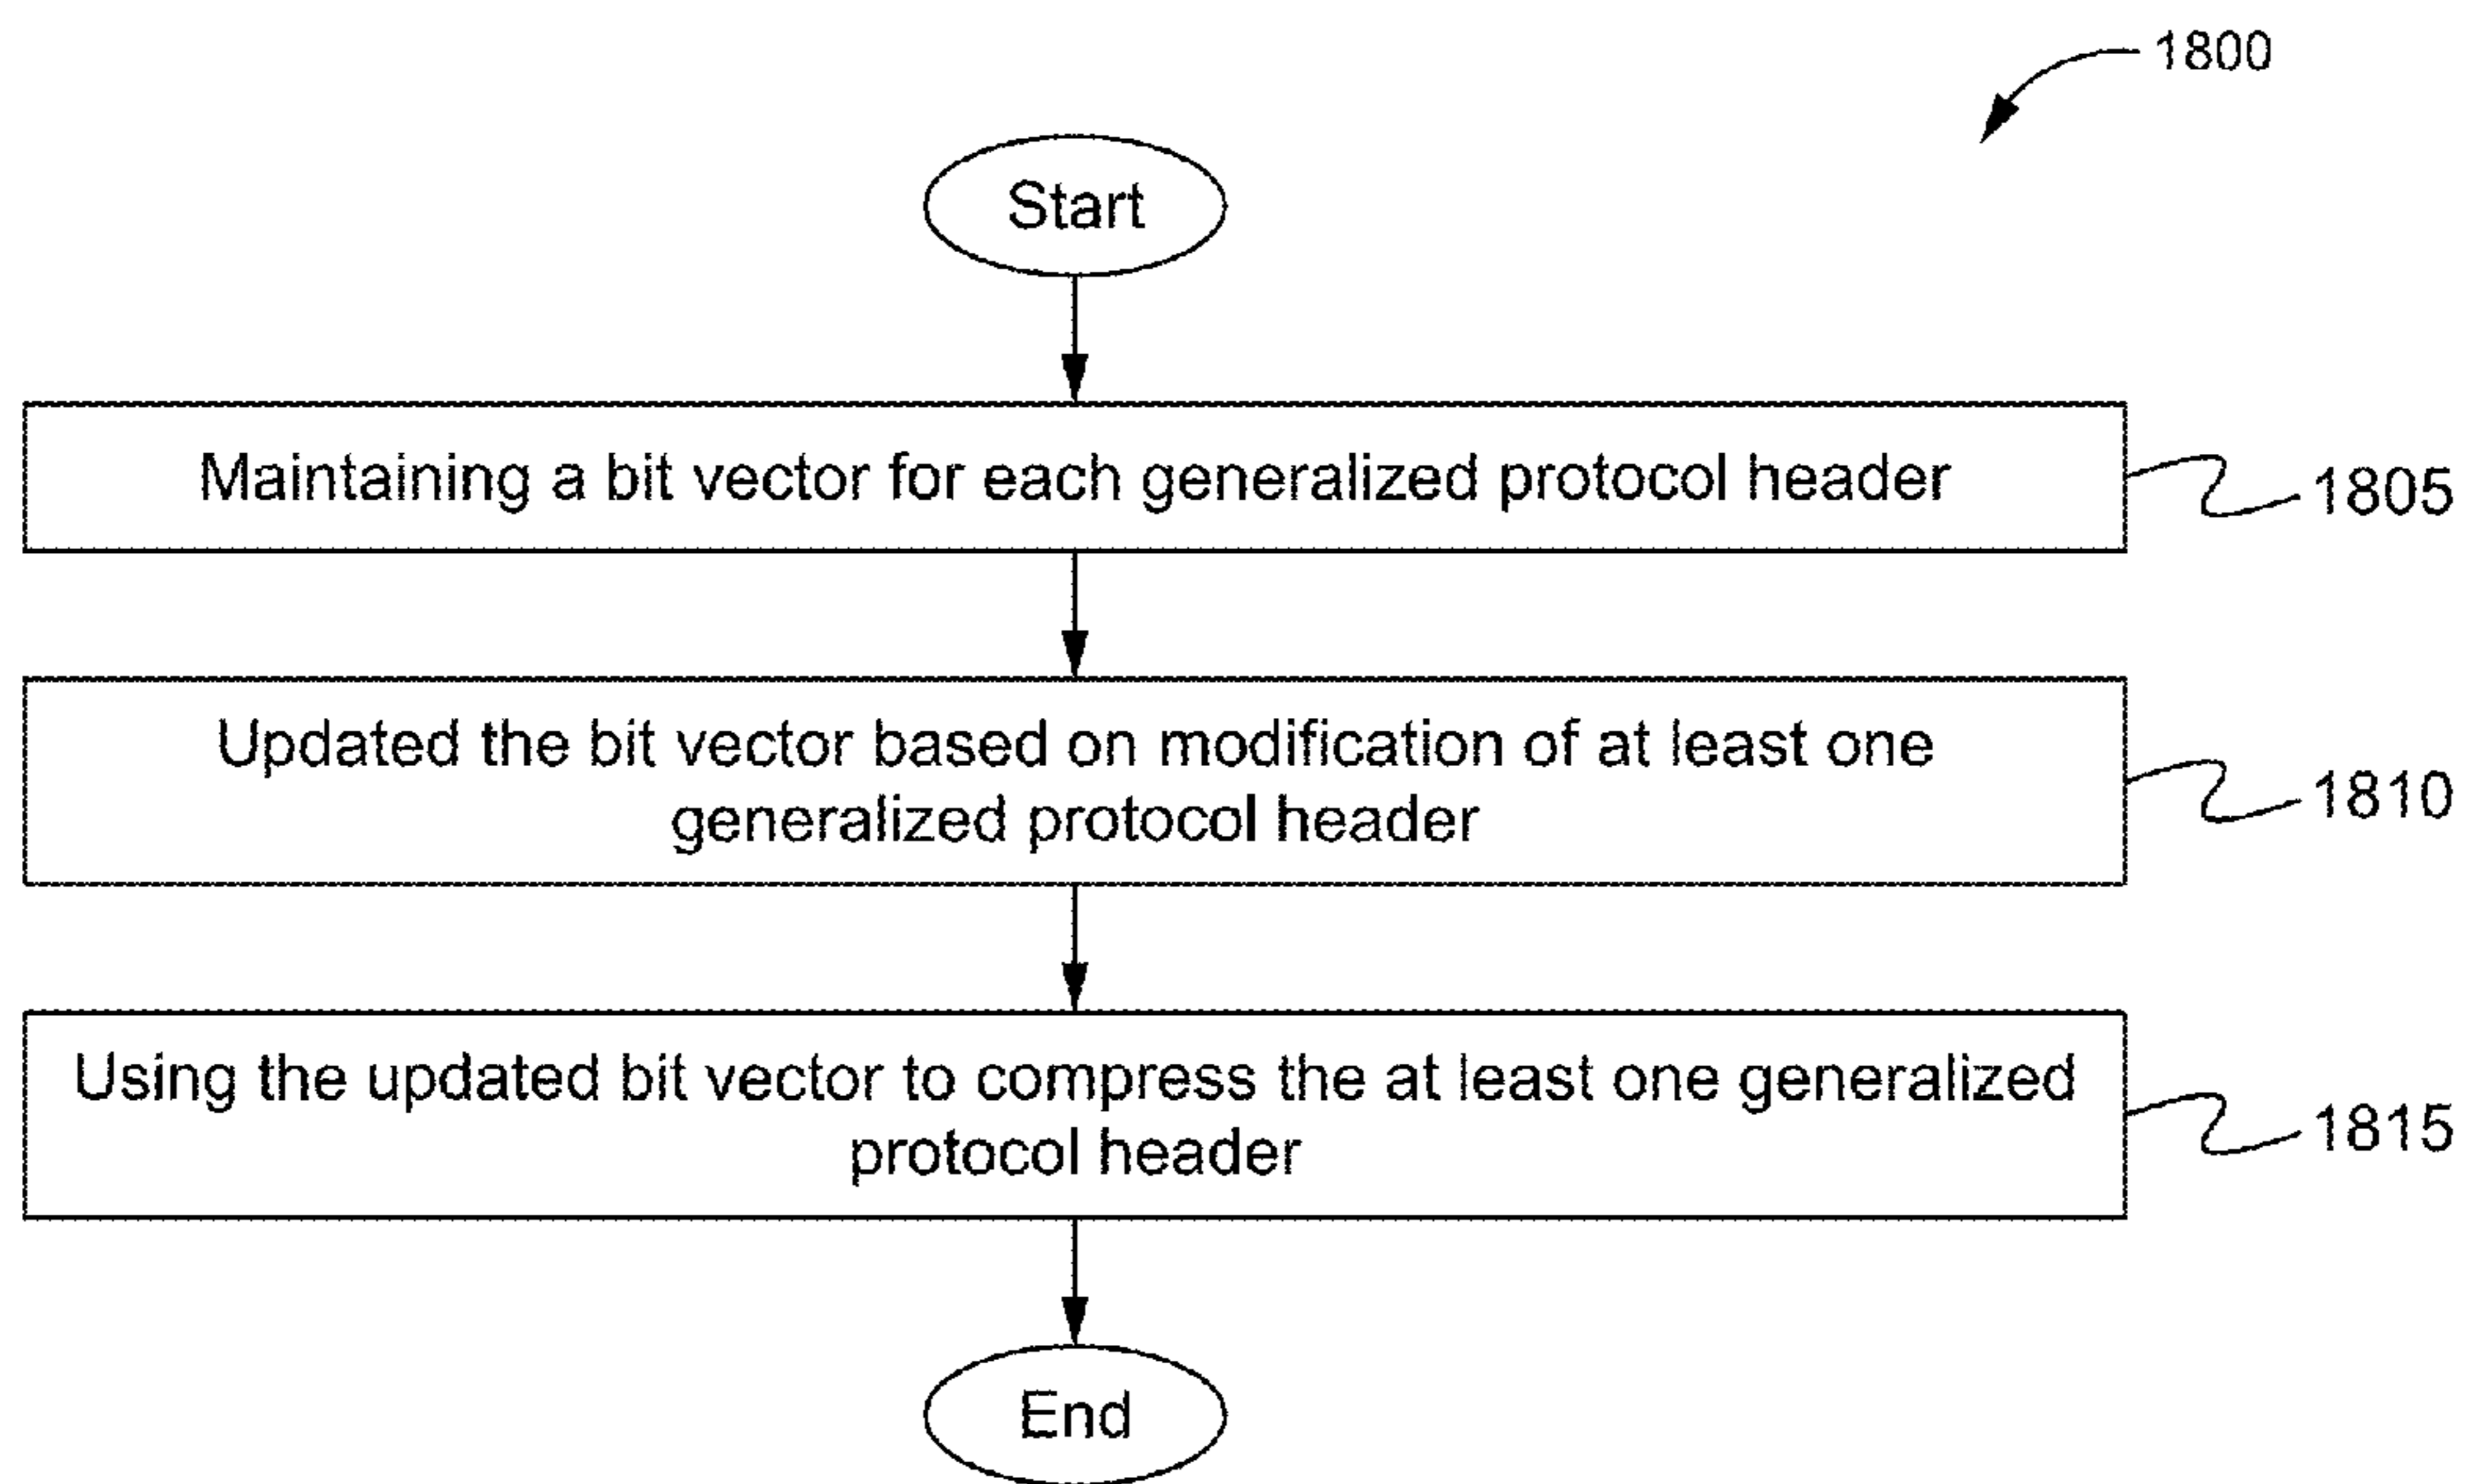 1800
Start
Maintaining a bit vector for each generalized protocol header
1805
Updated the bit vector based on modification of at least one
generalized protocol header
1810
Using the updated bit vector to compress the at least one generalized
protocol header
1815
End